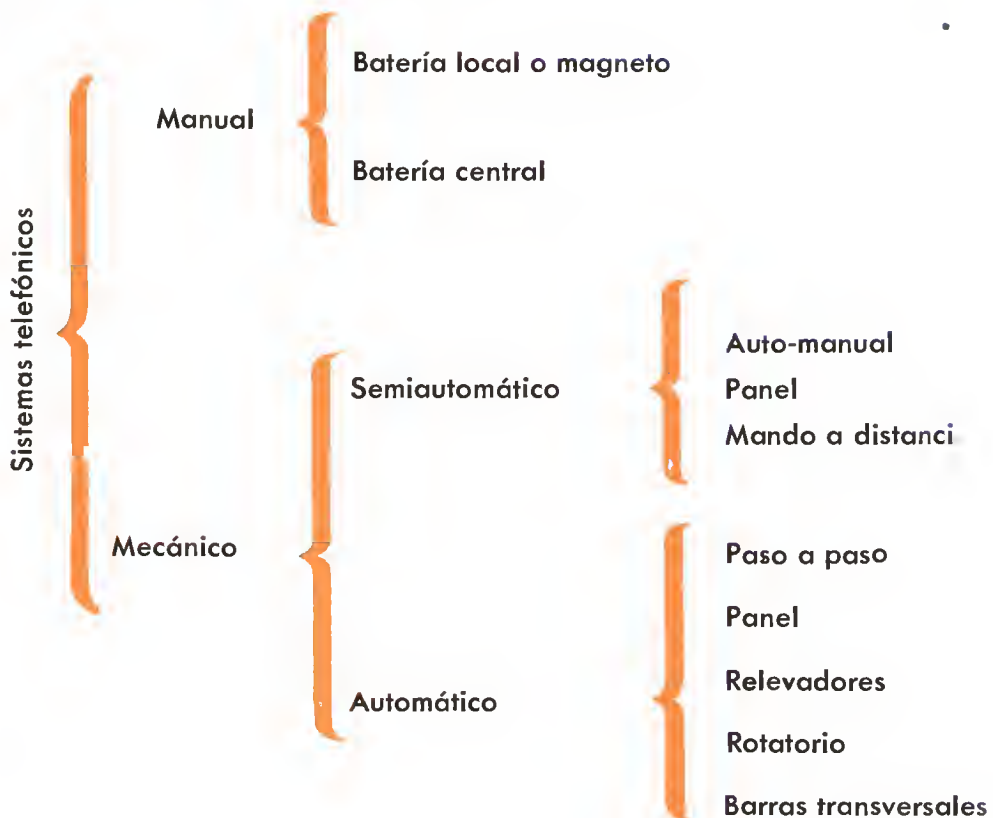 Sistemas telefónicos
Manual
Batería local o magneto
Batería central
Mecánico
Semiautomático
Auto-manual
Panel
Mando a distanci
Automático
Paso a paso
Panel
Relevadores
Rotatorio
Barras transversales